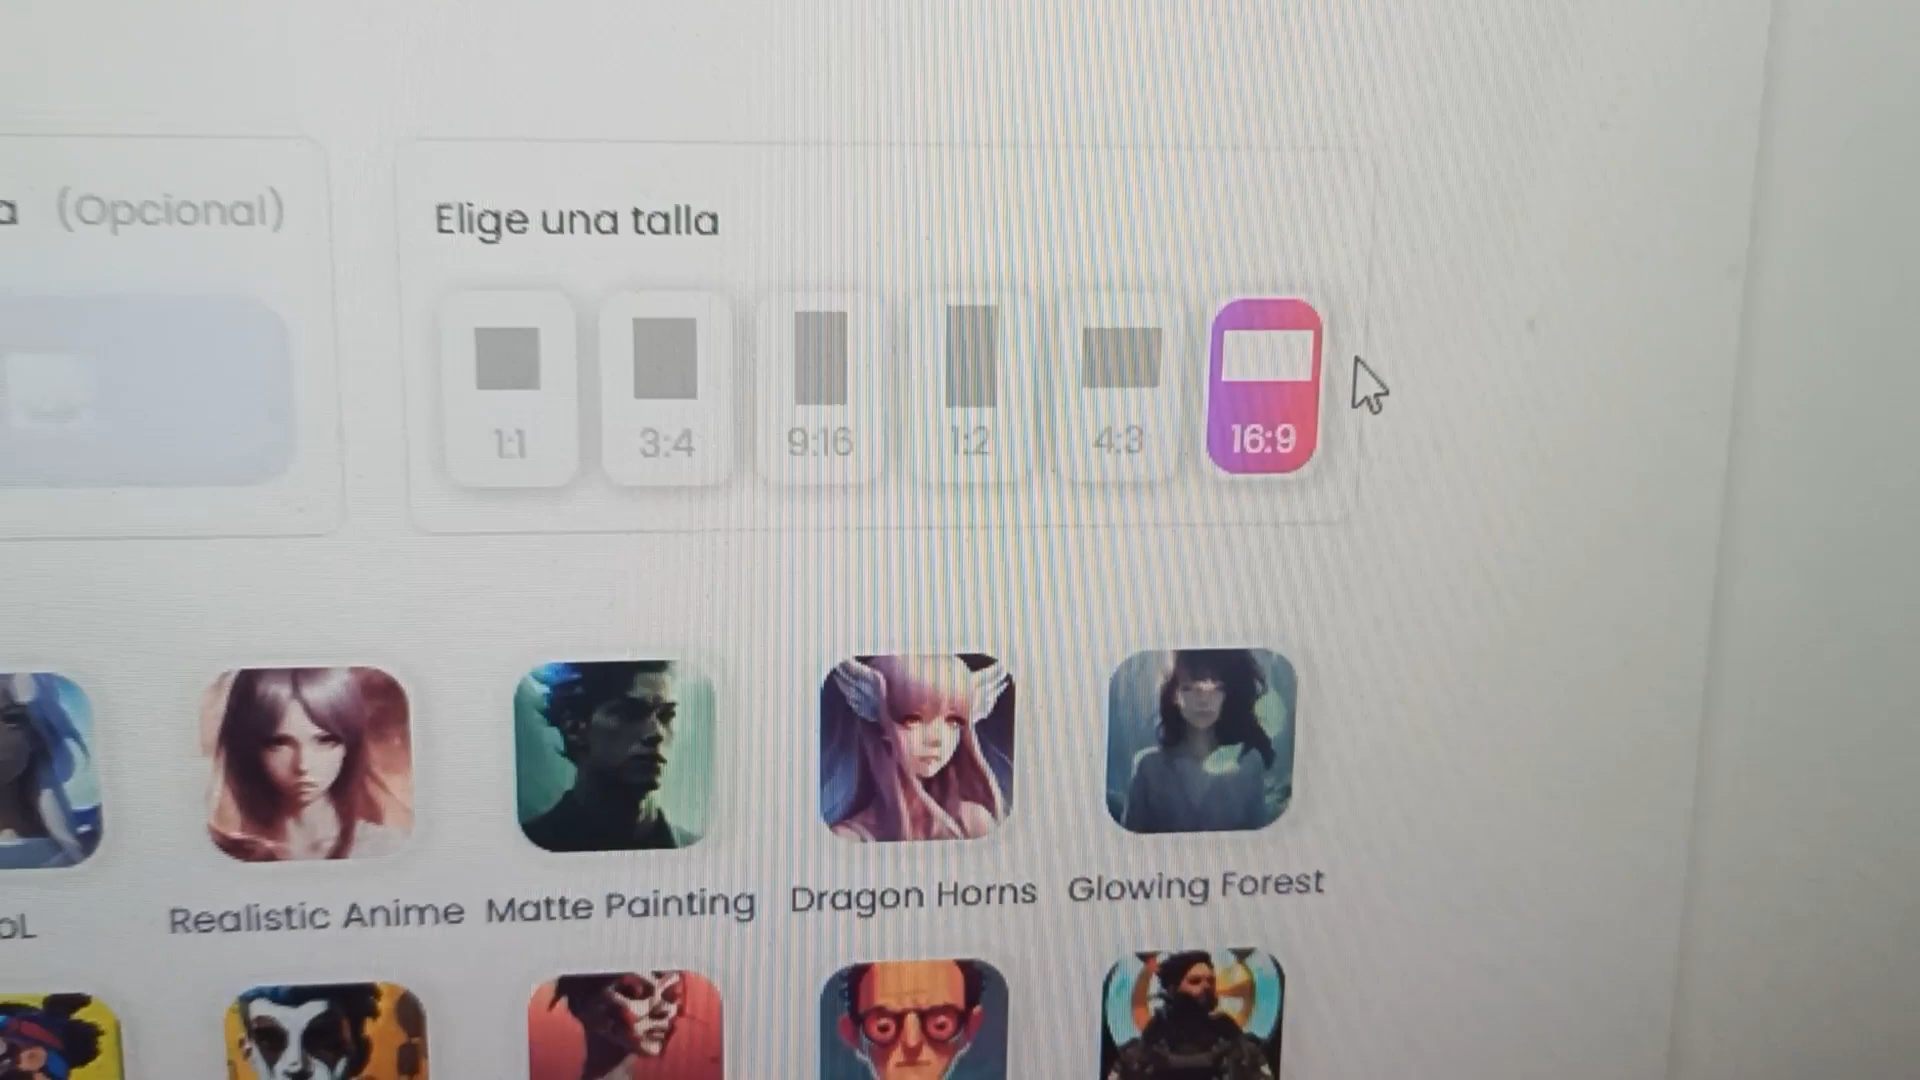 (Opcional)
Elige una talla
1:1 3:4 9:16 1:2 4:3 16:9
Realistic Anime Matte Painting Dragon Horns Glowing Forest